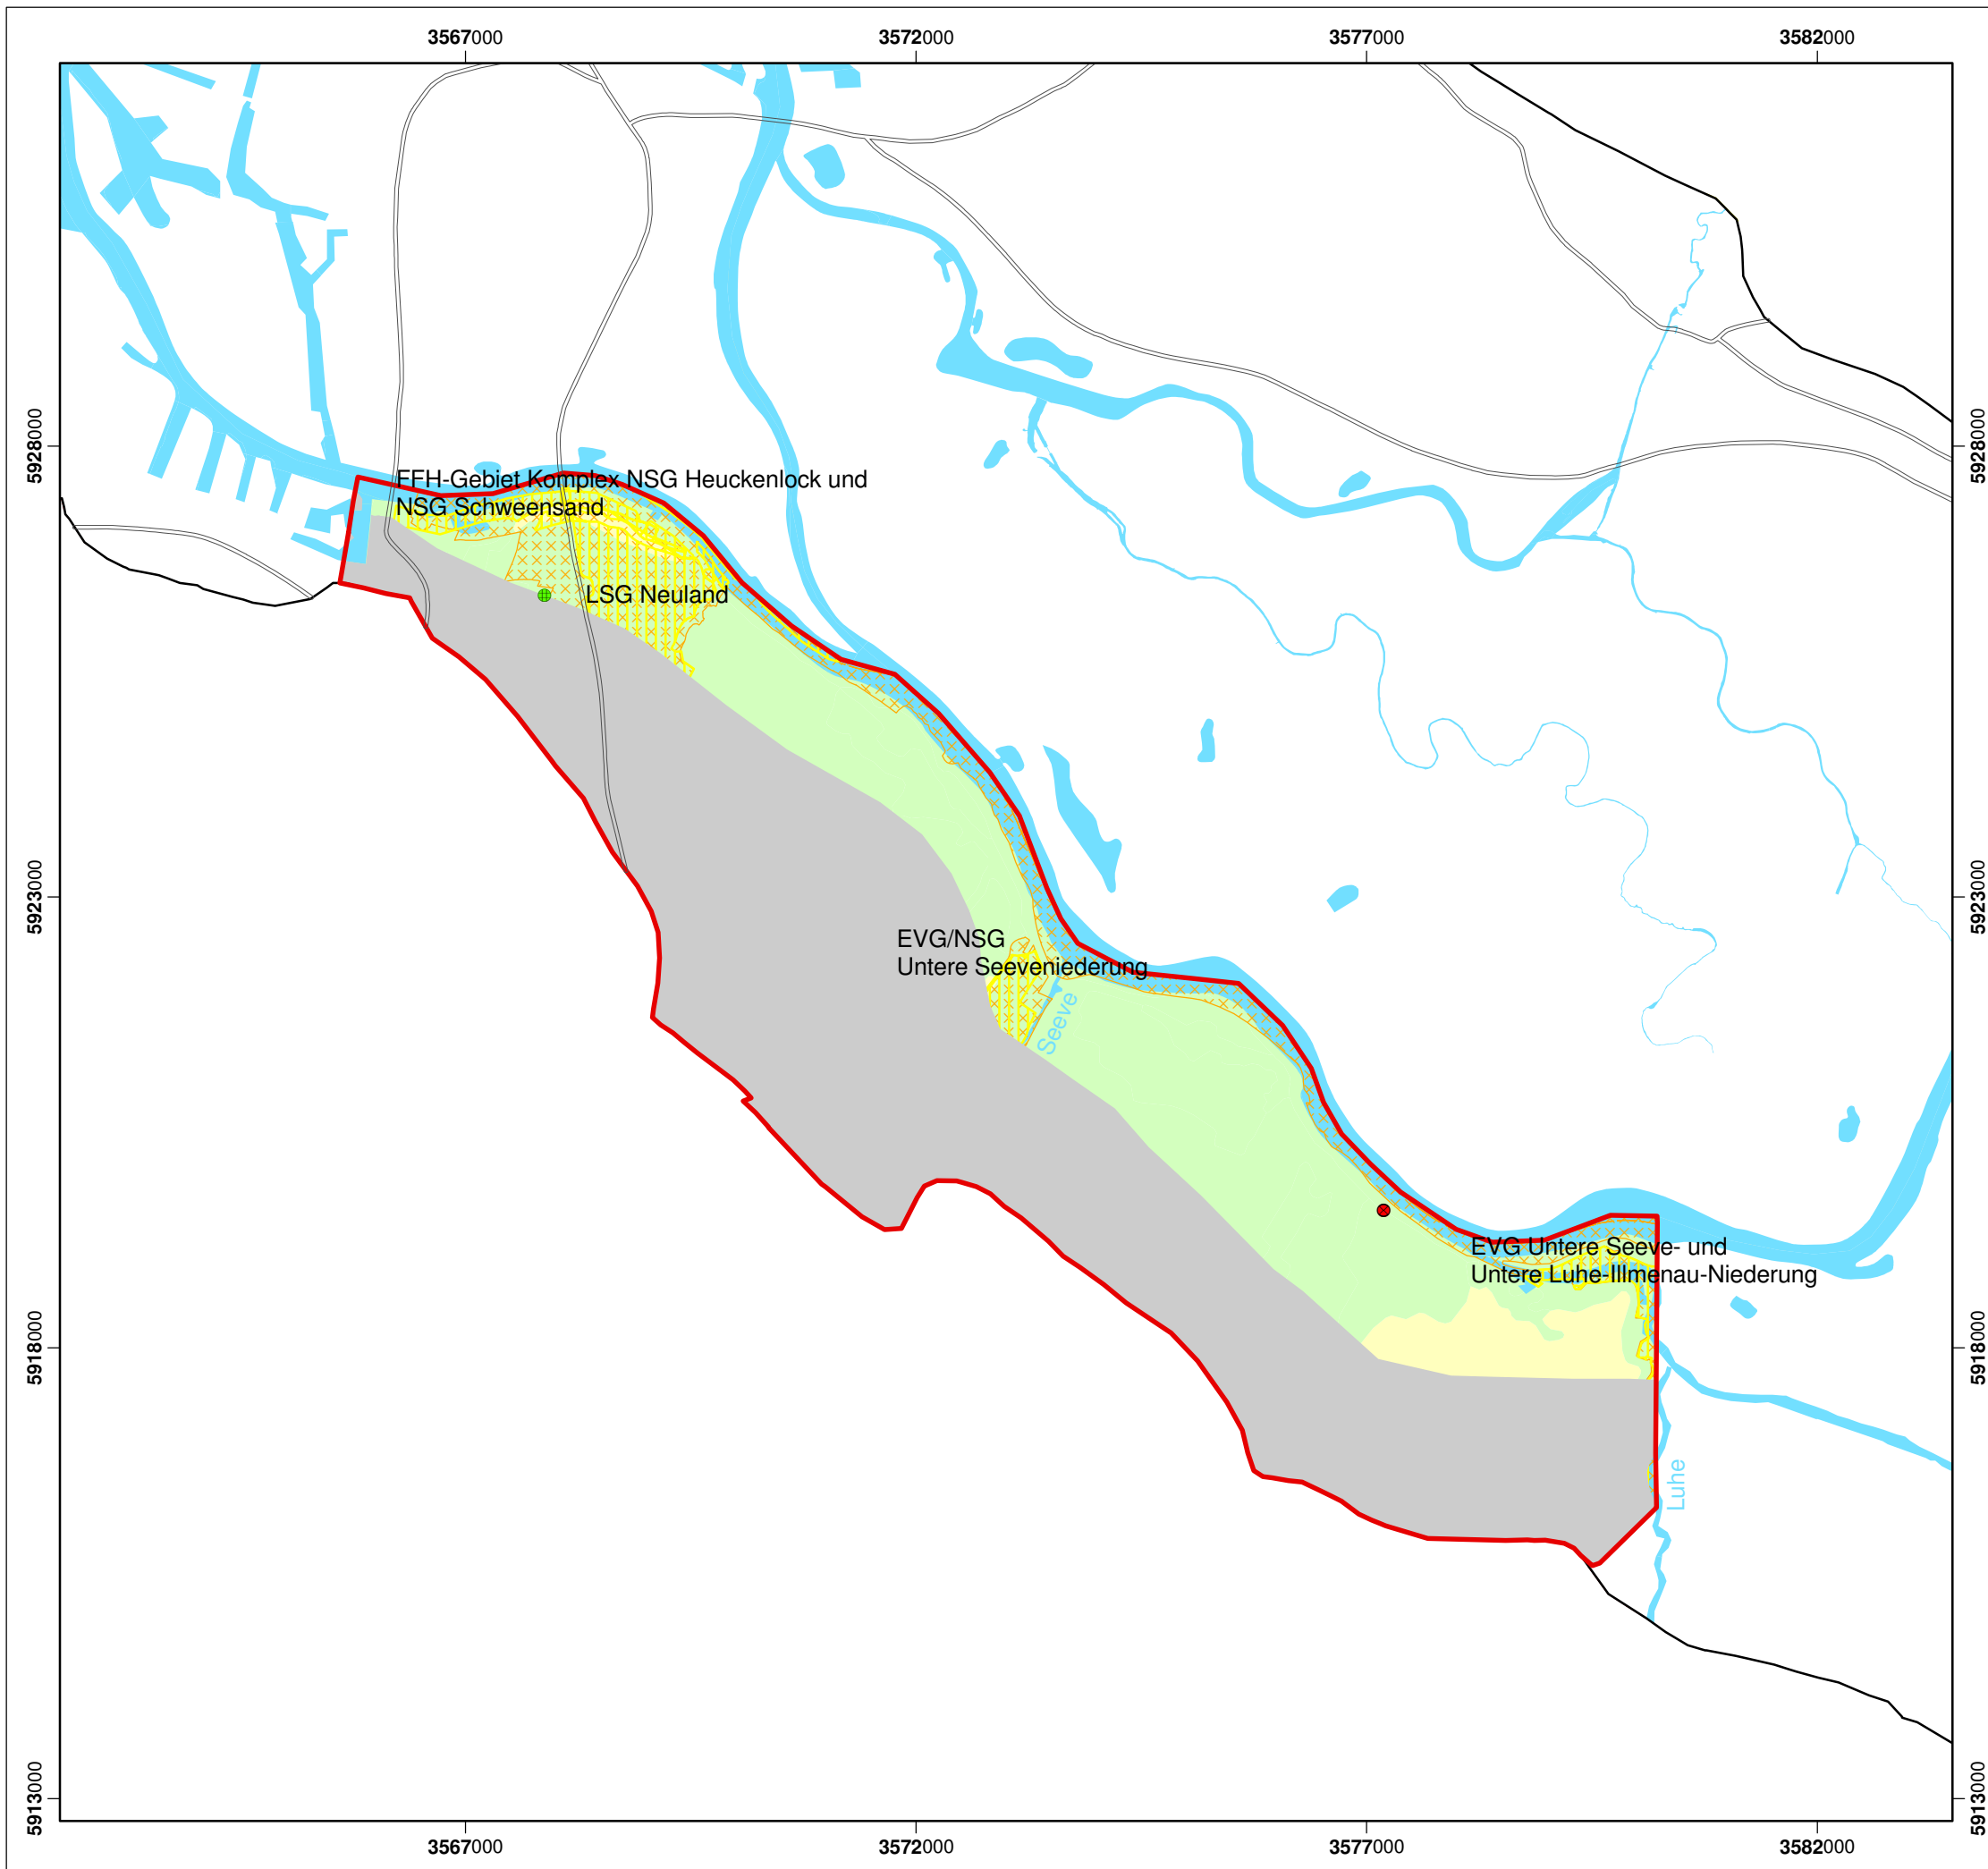 3567000 3572000 3577000 3582000
5928000 5928000
FFH-Gebiet Komplex NSG Heuckenlock und
NSG Schweensand
LSG Neuland
5923000 5923000
EVG/NSG
Untere Seeveniederung
Seeve
EVG Untere Seeve- und
Untere Luhe-Illmenau-Niederung
5918000 5918000
Luhe
5913000 5913000
3567000 3572000 3577000 3582000